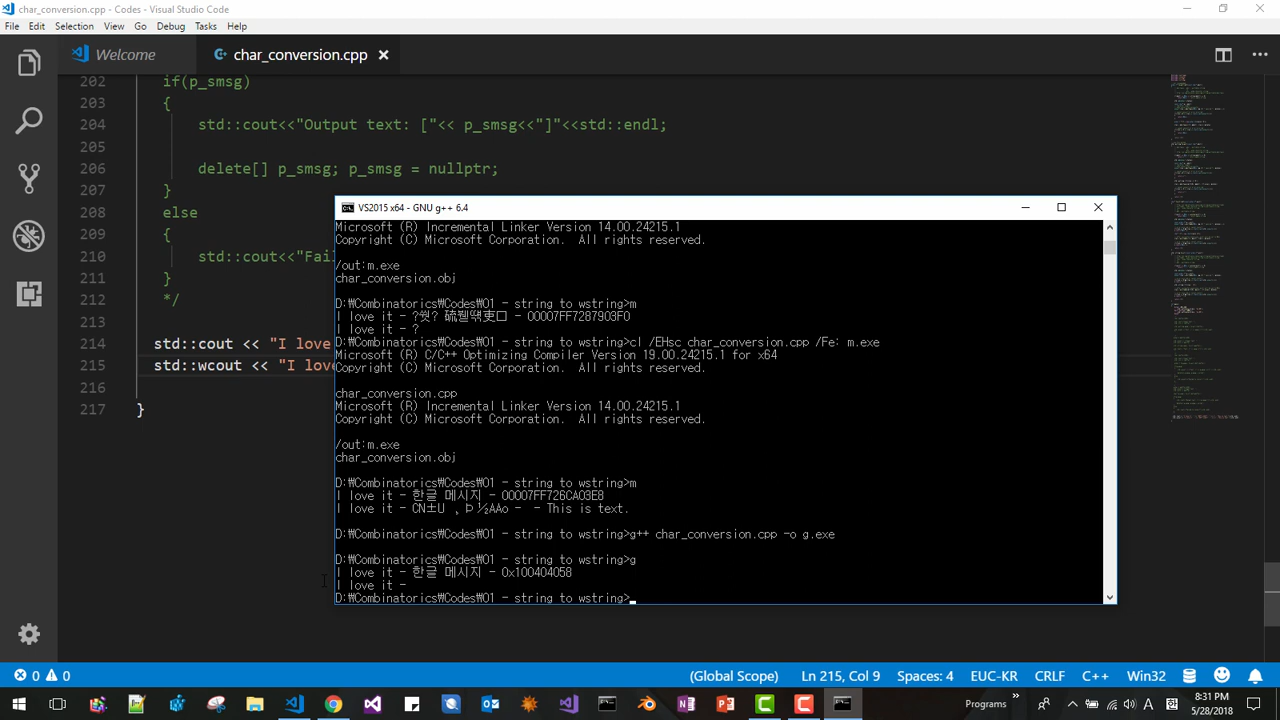 char_conversion.cpp - Codes - Visual Studio Code
File Edit Selection View Go Debug Tasks Help
Welcome
char_conversion.cpp
202 if(p_smsg)
203 {
204 std::cout<<"Output text: ["<< p_smsg<<"]"<<std::endl;
205
206 delete[] p_smsg; p_smsg = nullptr;
207 }
208 else
209 {
210 std::cout<<"Fail
211 }
212 */
213
214 std::cout << "I love
215 std::wcout << "I love
216
217 }
VS2015 x64 - GNU g++ 6.4
Microsoft (R) Incremental Linker Version 14.00.24215.1
Copyright (C) Microsoft Corporation. All rights reserved.
/out:m.exe
char_conversion.obj
D:₩Combinatorics₩Codes₩01 - string to wstring>m
I love it - ?쒓? - 00007FF7287903F0
I love it - ?
D:₩Combinatorics₩Codes₩01 - string to wstring>cl /EHsc char_conversion.cpp /Fe: m.exe
Microsoft (R) C/C++ Optimizing Compiler Version 19.00.24215.1 for x64
Copyright (C) Microsoft Corporation. All rights reserved.
char_conversion.cpp
Microsoft (R) Incremental Linker Version 14.00.24215.1
Copyright (C) Microsoft Corporation. All rights reserved.
/out:m.exe
char_conversion.obj
D:₩Combinatorics₩Codes₩01 - string to wstring>m
I love it - 한글 메시지 - 00007FF726CA03E8
I love it - CN±U ¸Þ½AAo - - This is text.
D:₩Combinatorics₩Codes₩01 - string to wstring>g++ char_conversion.cpp -o g.exe
D:₩Combinatorics₩Codes₩01 - string to wstring>g
I love it - 한글 메시지 - 0x100404058
I love it -
D:₩Combinatorics₩Codes₩01 - string to wstring>
0 0 (Global Scope) Ln 215, Col 9 Spaces: 4 EUC-KR CRLF C++ Win32
Programs A 한 8:31 PM
5/28/2018